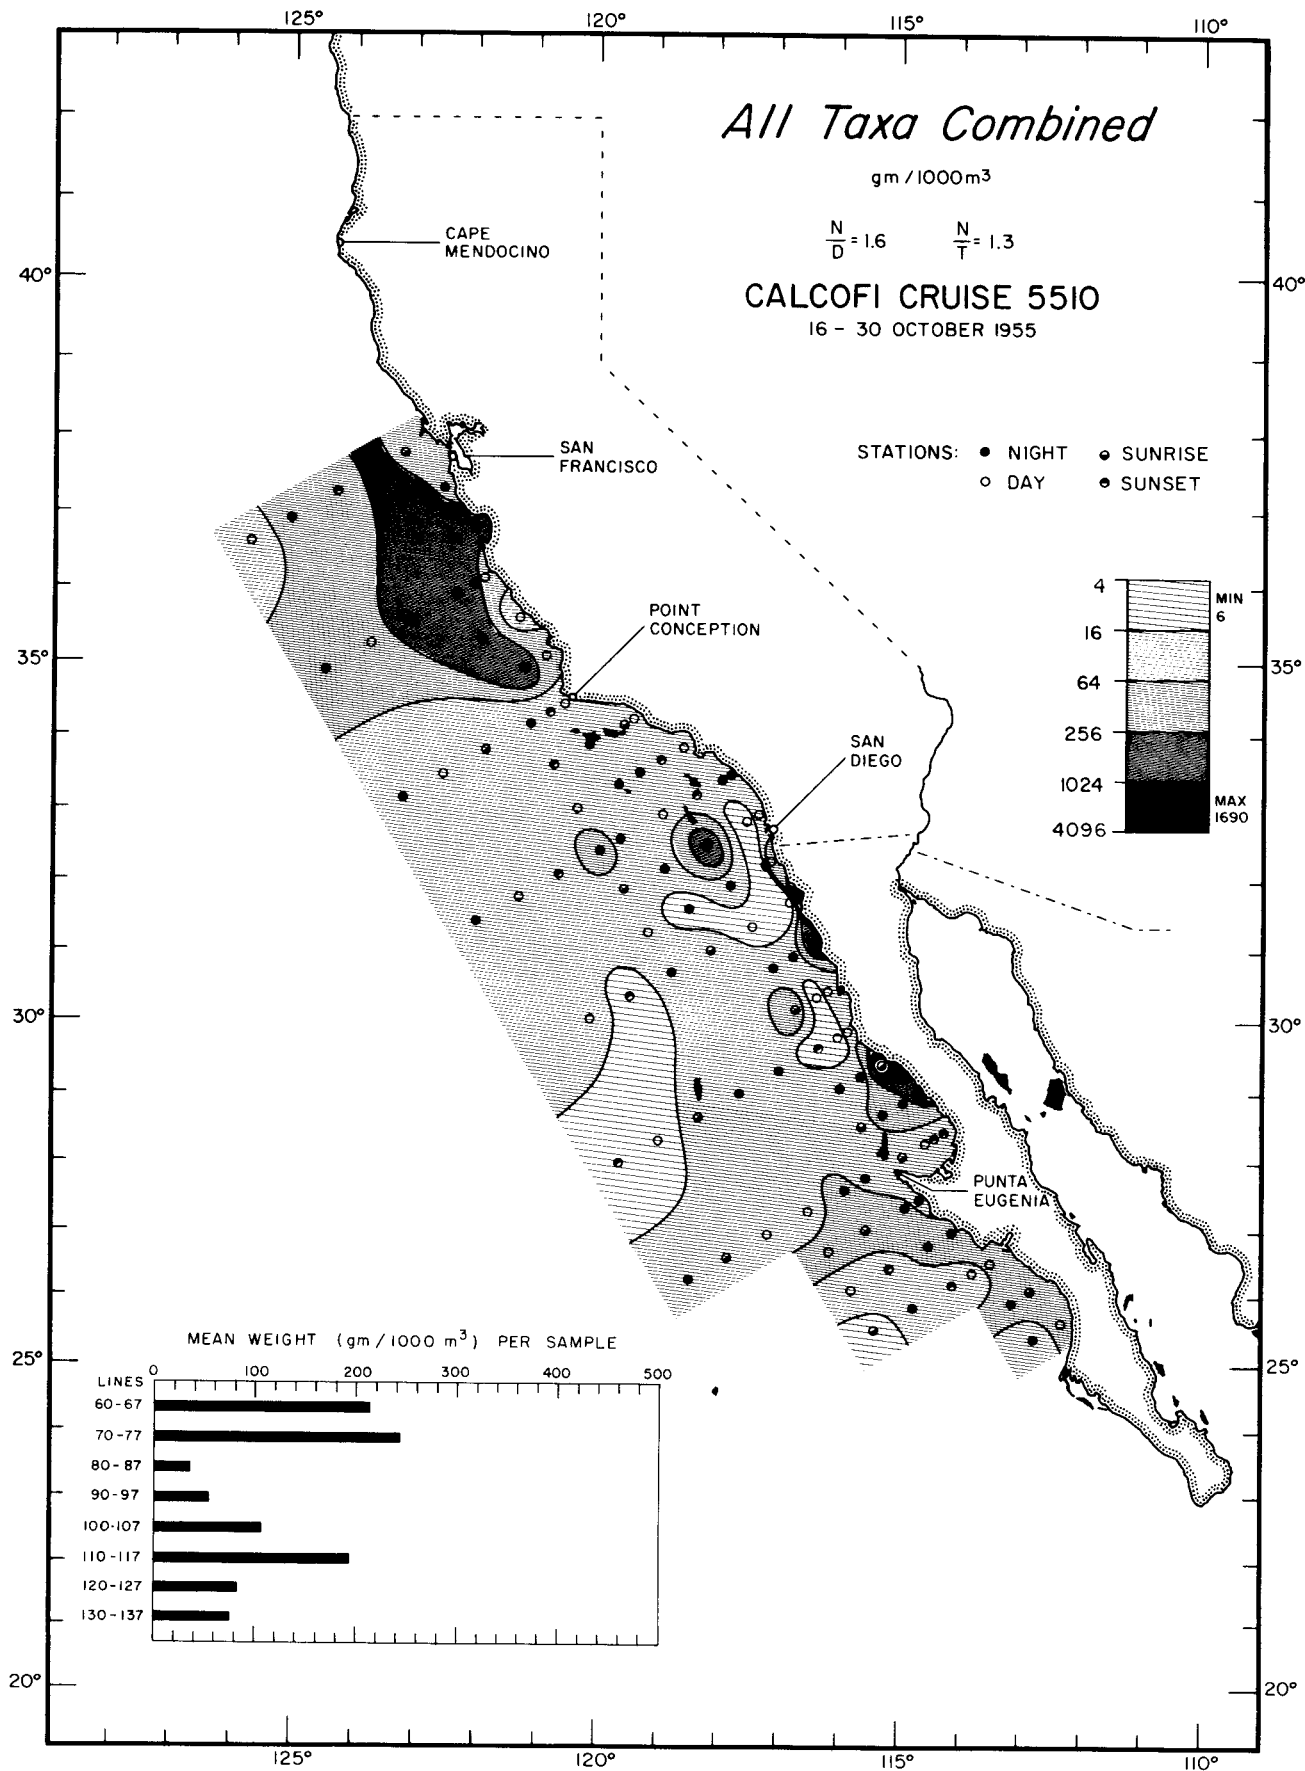 125° 120° 115° 110°
All Taxa Combined
gm/1000m³
N/D = 1.6 N/T = 1.3
CALCOFI CRUISE 5510
16 – 30 OCTOBER 1955
CAPE
MENDOCINO
40° 40°
SAN
FRANCISCO
STATIONS: ● NIGHT SUNRISE
○ DAY SUNSET
POINT
CONCEPTION
4
MIN
6
16
64
256
1024
MAX
1690
4096
35° 35°
SAN
DIEGO
30° 30°
PUNTA
EUGENIA
MEAN WEIGHT (gm/1000 m³) PER SAMPLE
25° 25°
LINES 0 100 200 300 400 500
60-67
70-77
80-87
90-97
100-107
110-117
120-127
130-137
20° 20°
125° 120° 115° 110°